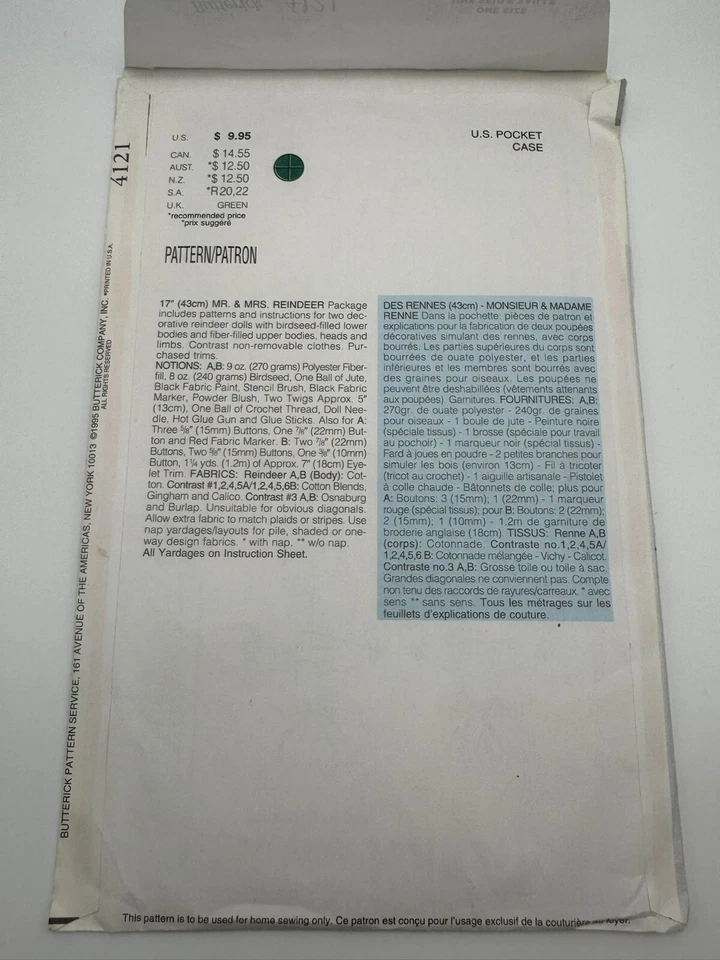 U.S. $ 9.95
CAN. $ 14.55
AUST. *$ 12.50
N.Z. *$ 12.50
S.A. *R20,22
U.K. GREEN
*recommended price
*prix suggéré
U.S. POCKET
CASE
PATTERN/PATRON
17" (43cm) MR. & MRS. REINDEER Package
includes patterns and instructions for two dec-
orative reindeer dolls with birdseed-filled lower
bodies and fiber-filled upper bodies, heads and
limbs. Contrast non-removable clothes. Pur-
chased trims.
NOTIONS: A,B: 9 oz. (270 grams) Polyester Fiber-
fill, 8 oz. (240 grams) Birdseed, One Ball of Jute,
Black Fabric Paint, Stencil Brush, Black Fabric
Marker, Powder Blush, Two Twigs Approx. 5"
(13cm), One Ball of Crochet Thread, Doll Nee-
dle, Hot Glue Gun and Glue Sticks. Also for A:
Three ⅝" (15mm) Buttons, One ⅞" (22mm) But-
ton and Red Fabric Marker. B: Two ⅞" (22mm)
Buttons, Two ⅝" (15mm) Buttons, One ⅜" (10mm)
Button, 1¼ yds. (1.2m) of Approx. 7" (18cm) Eye-
let Trim. FABRICS: Reindeer A,B (Body): Cot-
ton. Contrast #1,2,4,5A/1,2,4,5,6B: Cotton Blends,
Gingham and Calico. Contrast #3 A,B: Osnaburg
and Burlap. Unsuitable for obvious diagonals.
Allow extra fabric to match plaids or stripes. Use
nap yardages/layouts for pile, shaded or one-
way design fabrics. * with nap. ** w/o nap.
All Yardages on Instruction Sheet.
DES RENNES (43cm) - MONSIEUR & MADAME
RENNE Dans la pochette: pièces de patron et
explications pour la fabrication de deux poupées
décoratives simulant des rennes, avec corps
bourrés. Les parties supérieures du corps sont
bourrées de ouate polyester, et les parties
inférieures et les membres sont bourrés avec
des graines pour oiseaux. Les poupées ne
peuvent être deshabillées (vêtements attenants
aux poupées) Garnitures. FOURNITURES: A,B:
270gr. de ouate polyester - 240gr. de graines
pour oiseaux - 1 boule de jute - Peinture noire
(spéciale tissus) - 1 brosse (spéciale pour travail
au pochoir) - 1 marqueur noir (spécial tissus) -
Fard à joues en poudre - 2 petites branches pour
simuler les bois (environ 13cm) - Fil à tricoter
(tricot au crochet) - 1 aiguille artisanale - Pistolet
à colle chaude - Bâtonnets de colle; plus pour
A: Boutons: 3 (15mm); 1 (22mm) - 1 marqueur
rouge (spécial tissus); pour B: Boutons: 2 (22mm);
2 (15mm); 1 (10mm) - 1.2m de garniture de
broderie anglaise (18cm) TISSUS: Renne A,B
(corps): Cotonnade. Contraste no.1,2,4,5A/
1,2,4,5,6 B: Cotonnade mélangée - Vichy - Calicot.
Contraste no.3 A,B: Grosse toile ou toile à sac.
Grandes diagonales ne conviennent pas. Compte
non tenu des raccords de rayures/carreaux. * avec
sens ** sans sens. Tous les métrages sur les
feuillets d'explications de couture.
4121
BUTTERICK PATTERN SERVICE, 161 AVENUE OF THE AMERICAS, NEW YORK 10013 ©1995 BUTTERICK COMPANY, INC. *PRINTED IN U.S.A.
ALL RIGHTS RESERVED
This pattern is to be used for home sewing only. Ce patron est conçu pour l'usage exclusif de la couturière au foyer.